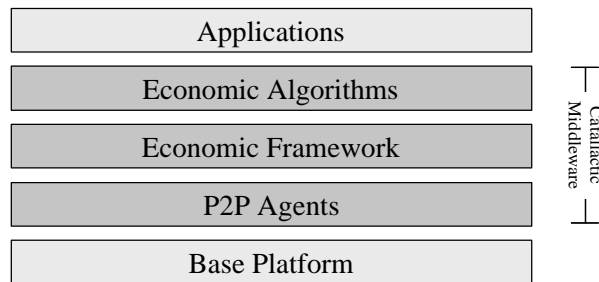 Applications
Economic Algorithms
Economic Framework
P2P Agents
Base Platform
Catallactic
Middleware